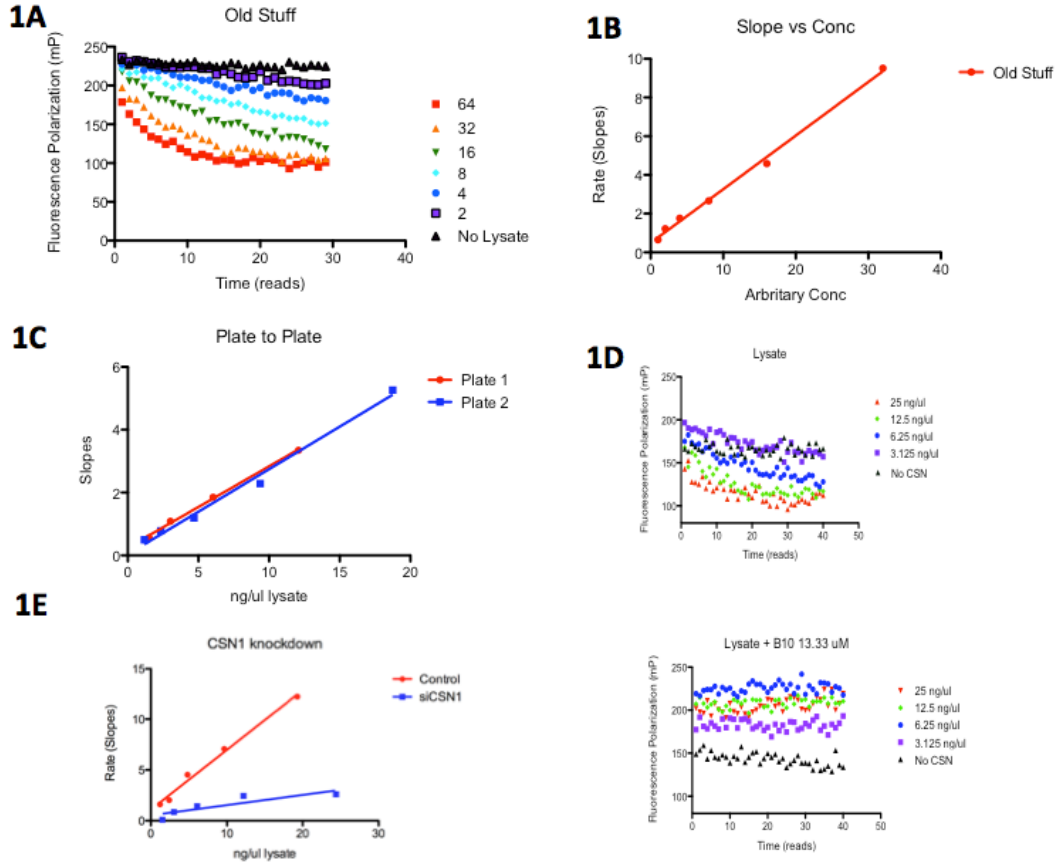 1A
Old Stuff
Fluorescence Polarization (mP)
250
200
150
100
50
0
0 10 20 30 40
Time (reads)
64
32
16
8
4
2
No Lysate
1B
Slope vs Conc
Rate (Slopes)
10
8
6
4
2
0
0 10 20 30 40
Arbritary Conc
Old Stuff
1C
Plate to Plate
Slopes
6
4
2
0
0 5 10 15 20
ng/ul lysate
Plate 1
Plate 2
1D
Lysate
Fluorescence Polarization (mP)
250
200
150
100
0 10 20 30 40 50
Time (reads)
25 ng/ul
12.5 ng/ul
6.25 ng/ul
3.125 ng/ul
No CSN
1E
CSN1 knockdown
Rate (Slopes)
15
10
5
0
0 10 20 30
ng/ul lysate
Control
siCSN1
Lysate + B10 13.33 uM
Fluorescence Polarization (mP)
250
200
150
100
0 10 20 30 40 50
Time (reads)
25 ng/ul
12.5 ng/ul
6.25 ng/ul
3.125 ng/ul
No CSN